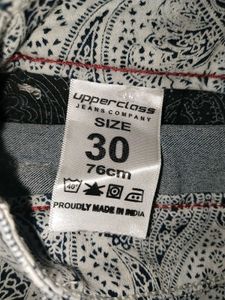 upperclass
JEANS COMPANY
SIZE
30
76cm
40°
PROUDLY MADE IN INDIA